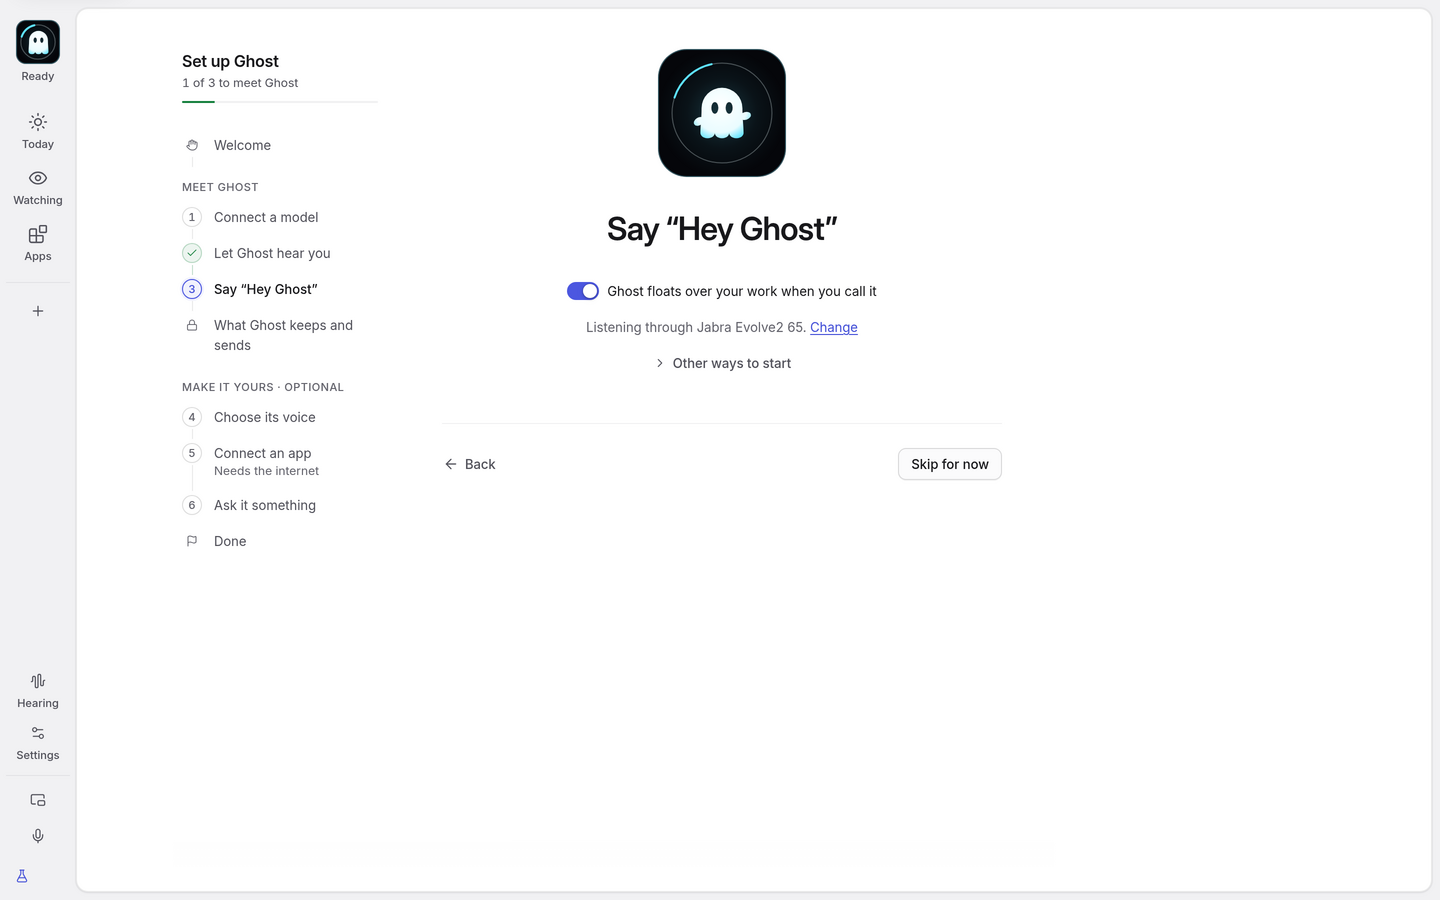 Ready
Today
Watching
Apps
Hearing
Settings
Set up Ghost
1 of 3 to meet Ghost
Welcome
MEET GHOST
1 Connect a model
Let Ghost hear you
3 Say “Hey Ghost”
What Ghost keeps and
sends
MAKE IT YOURS · OPTIONAL
4 Choose its voice
5 Connect an app
Needs the internet
6 Ask it something
Done
Say “Hey Ghost”
Ghost floats over your work when you call it
Listening through Jabra Evolve2 65. Change
Other ways to start
Back
Skip for now